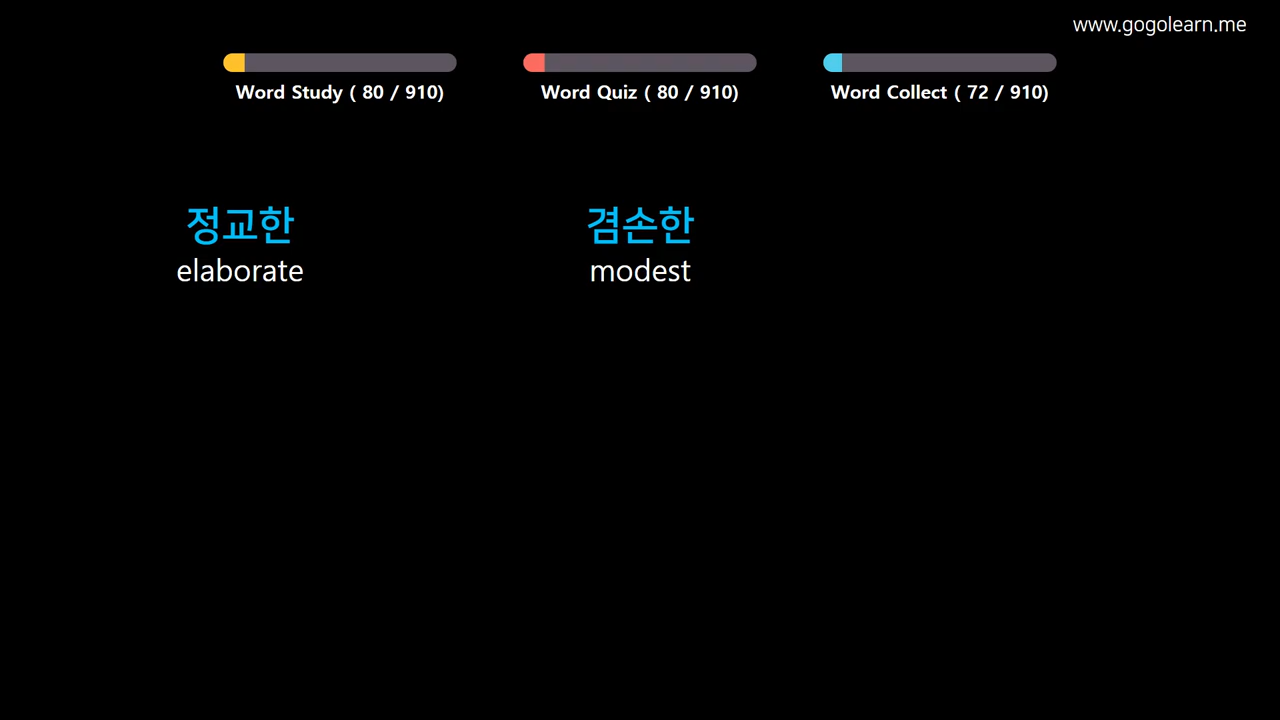 www.gogolearn.me
Word Study ( 80 / 910)
Word Quiz ( 80 / 910)
Word Collect ( 72 / 910)
정교한
elaborate
겸손한
modest